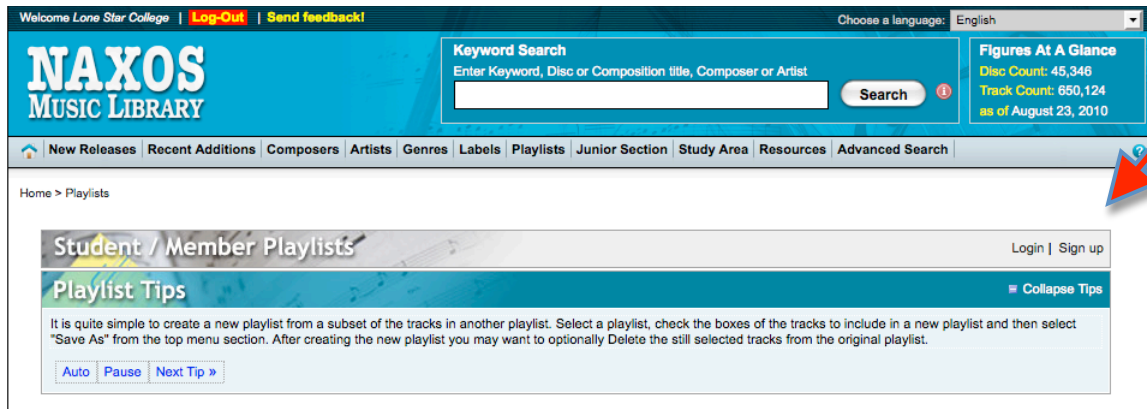 Welcome Lone Star College | Log-Out | Send feedback!
Choose a language: English
NAXOS
MUSIC LIBRARY
Keyword Search
Enter Keyword, Disc or Composition title, Composer or Artist
Search
Figures At A Glance
Disc Count: 45,346
Track Count: 650,124
as of August 23, 2010
New Releases | Recent Additions | Composers | Artists | Genres | Labels | Playlists | Junior Section | Study Area | Resources | Advanced Search
Home > Playlists
Student / Member Playlists
Login | Sign up
Playlist Tips
Collapse Tips
It is quite simple to create a new playlist from a subset of the tracks in another playlist. Select a playlist, check the boxes of the tracks to include in a new playlist and then select
"Save As" from the top menu section. After creating the new playlist you may want to optionally Delete the still selected tracks from the original playlist.
Auto Pause Next Tip »